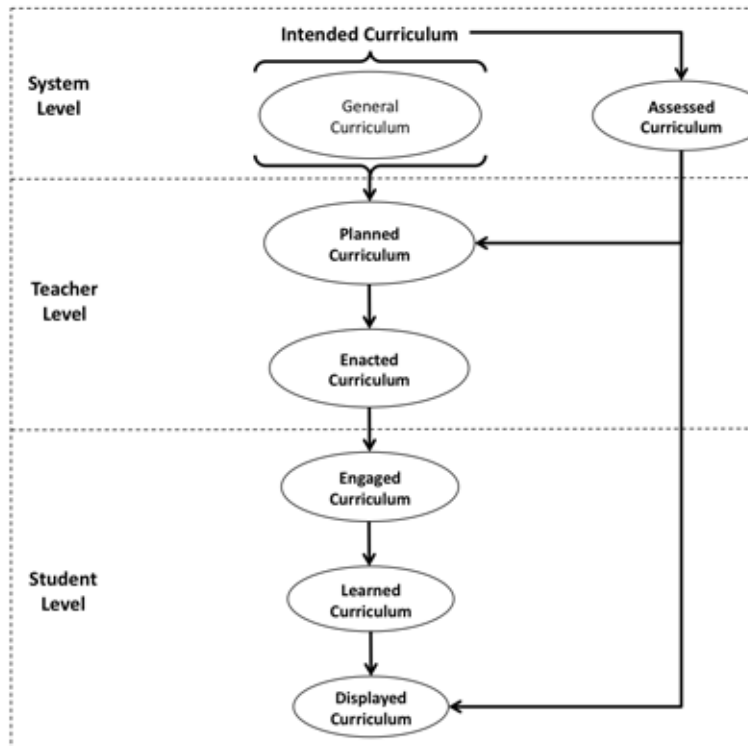 Intended Curriculum
System
Level
General
Curriculum
Assessed
Curriculum
Planned
Curriculum
Teacher
Level
Enacted
Curriculum
Engaged
Curriculum
Student
Level
Learned
Curriculum
Displayed
Curriculum